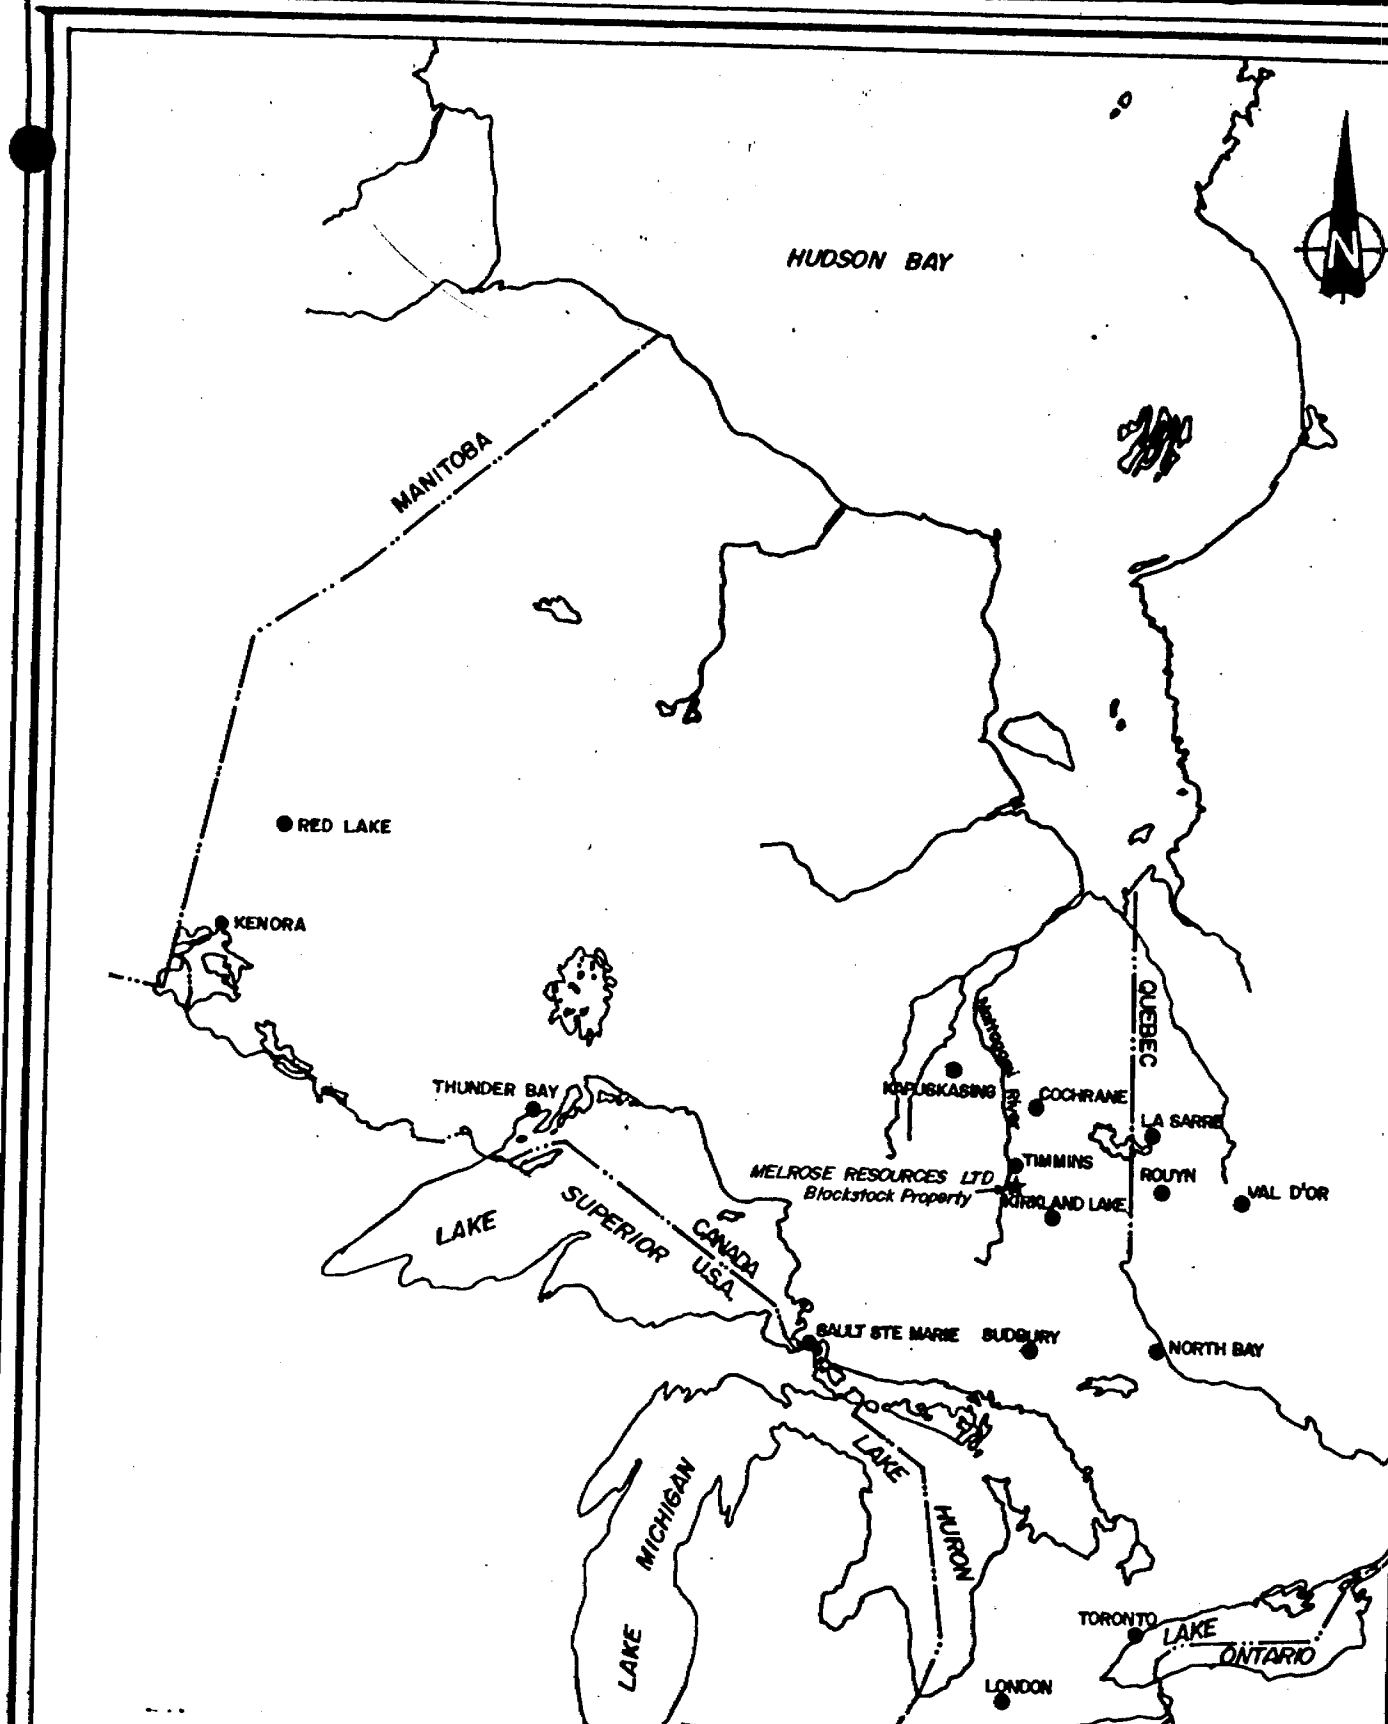 N
HUDSON BAY
MANITOBA
RED LAKE
KENORA
QUEBEC
Mattagami River
THUNDER BAY
KAPUSKASING
COCHRANE
LA SARRE
TIMMINS
MELROSE RESOURCES LTD
Blackstock Property
ROUYN
KIRKLAND LAKE
VAL D'OR
LAKE
SUPERIOR
CANADA
U.S.A.
SAULT STE MARIE
SUDBURY
NORTH BAY
LAKE
HURON
LAKE
MICHIGAN
TORONTO
LAKE
ONTARIO
LONDON